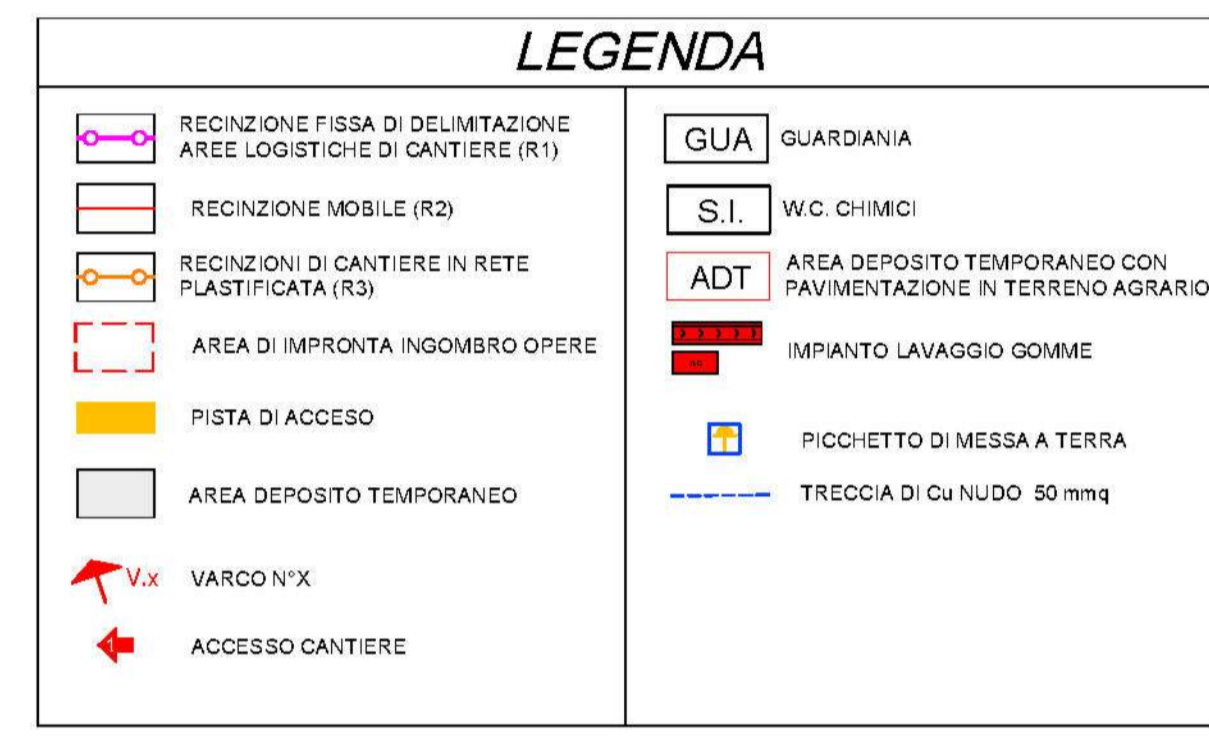 LEGENDA
RECINZIONE FISSA DI DELIMITAZIONE
AREE LOGISTICHE DI CANTIERE (R1)
RECINZIONE MOBILE (R2)
RECINZIONI DI CANTIERE IN RETE
PLASTIFICATA (R3)
AREA DI IMPRONTA INGOMBRO OPERE
PISTA DI ACCESO
AREA DEPOSITO TEMPORANEO
V.x VARCO N°X
1 ACCESSO CANTIERE
GUA GUARDIANIA
S.I. W.C. CHIMICI
ADT AREA DEPOSITO TEMPORANEO CON
PAVIMENTAZIONE IN TERRENO AGRARIO
IMPIANTO LAVAGGIO GOMME
PICCHETTO DI MESSA A TERRA
TRECCIA DI Cu NUDO 50 mmq